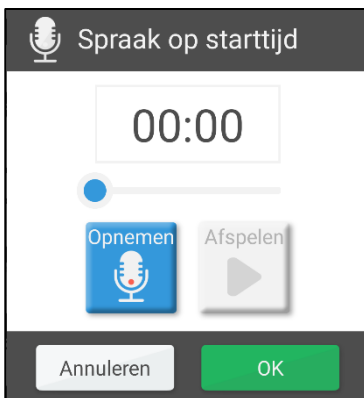 Spraak op starttijd
00:00
Opnemen Afspelen
Annuleren OK